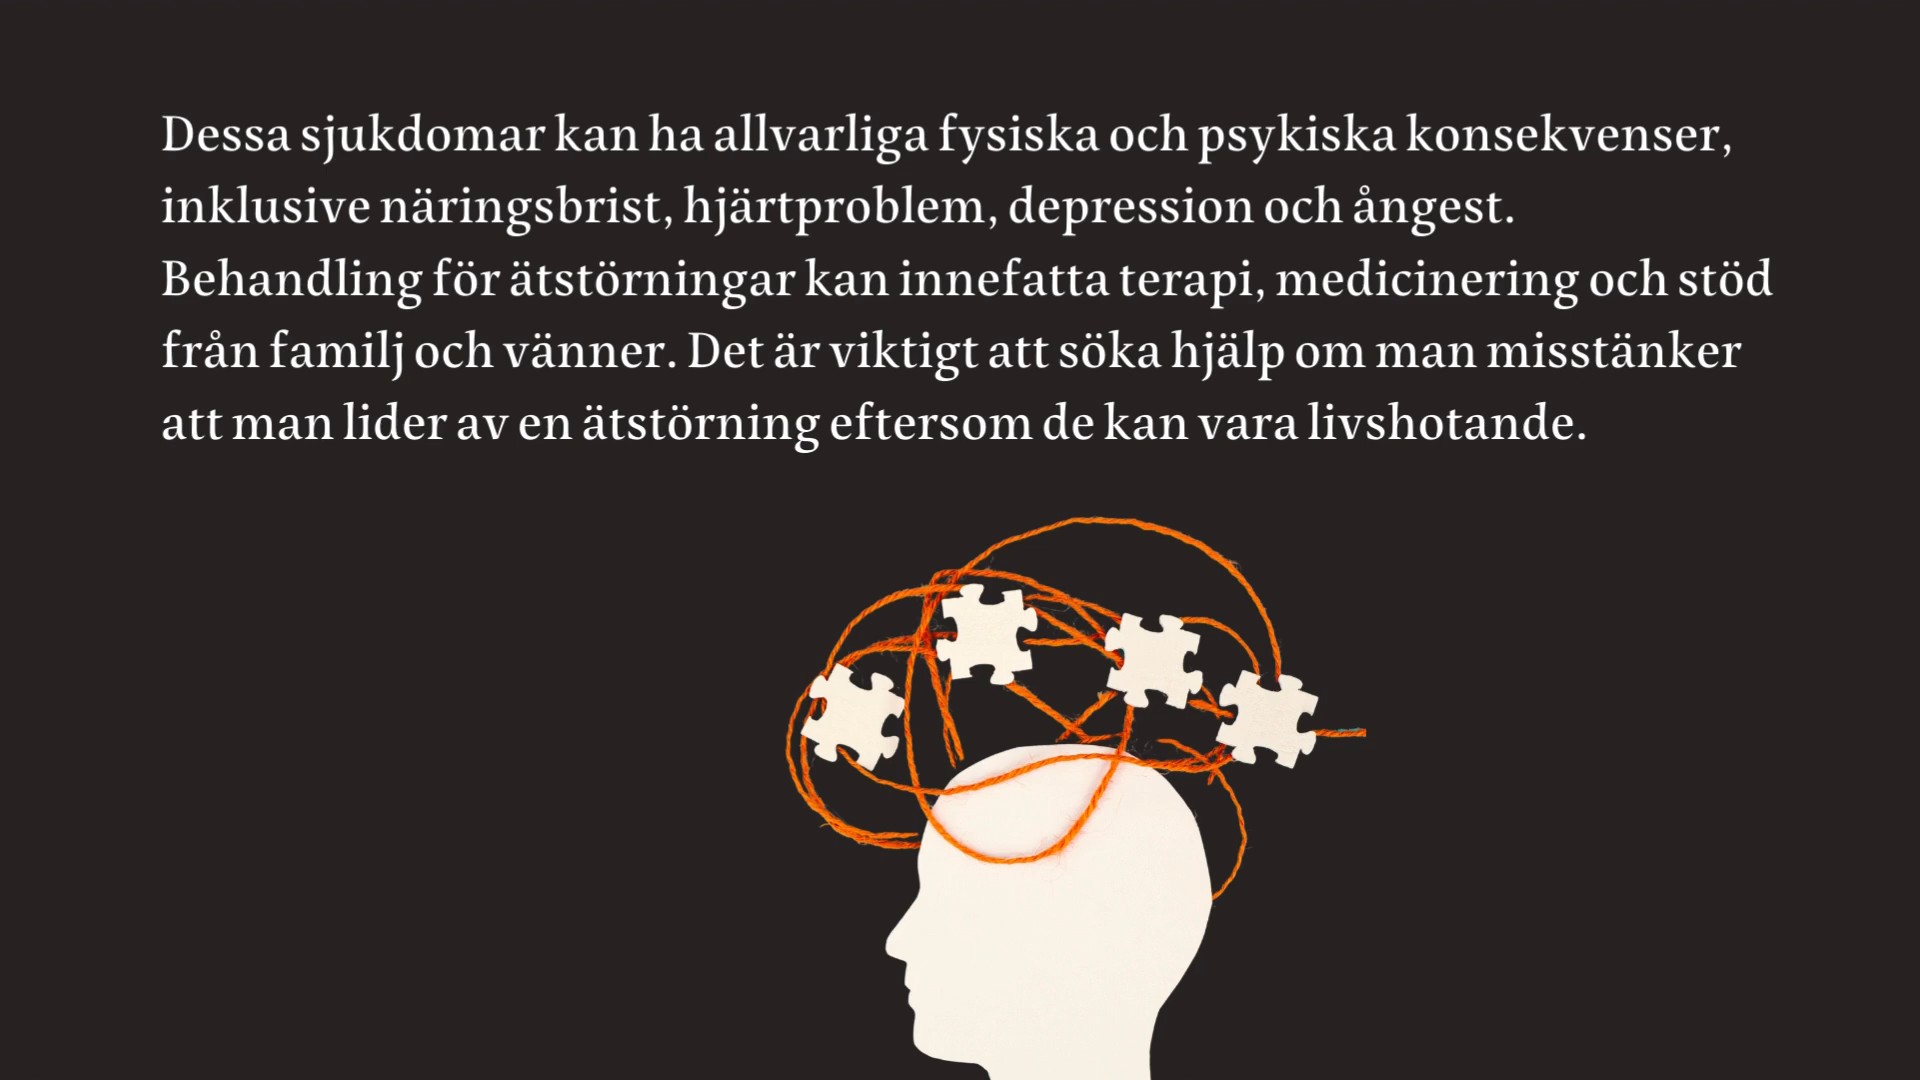 Dessa sjukdomar kan ha allvarliga fysiska och psykiska konsekvenser,
inklusive näringsbrist, hjärtproblem, depression och ångest.
Behandling för ätstörningar kan innefatta terapi, medicinering och stöd
från familj och vänner. Det är viktigt att söka hjälp om man misstänker
att man lider av en ätstörning eftersom de kan vara livshotande.